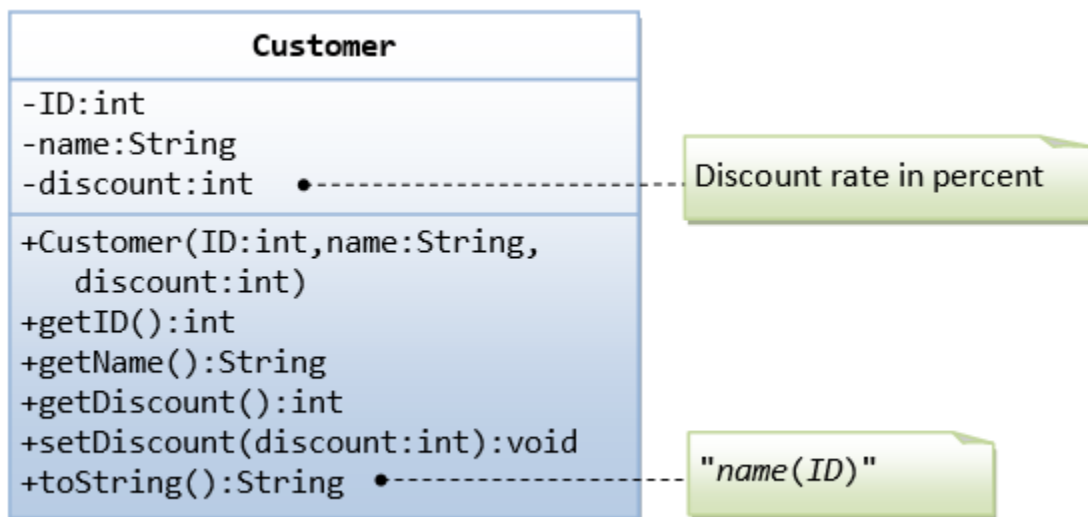 Customer
-ID:int
-name:String
-discount:int
Discount rate in percent
+Customer(ID:int,name:String,
discount:int)
+getID():int
+getName():String
+getDiscount():int
+setDiscount(discount:int):void
+toString():String
"name(ID)"